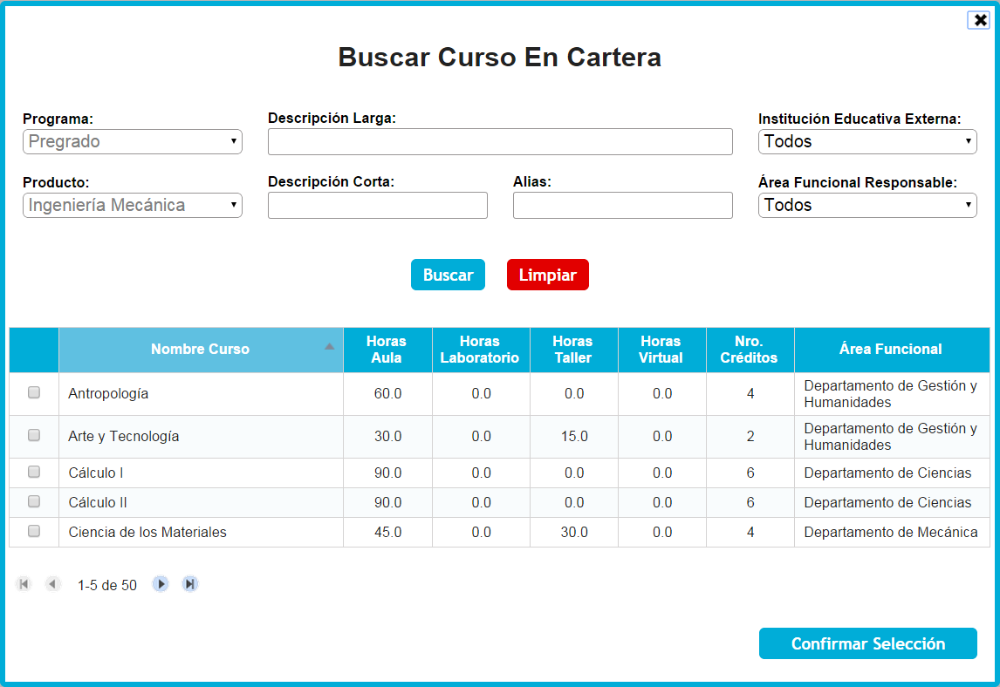 Buscar Curso En Cartera
Programa:
Descripción Larga:
Institución Educativa Externa:
Pregrado
Todos
Producto:
Descripción Corta:
Alias:
Área Funcional Responsable:
Ingeniería Mecánica
Todos
Buscar
Limpiar
Nombre Curso
Horas Aula
Horas Laboratorio
Horas Taller
Horas Virtual
Nro. Créditos
Área Funcional
Antropología 60.0 0.0 0.0 0.0 4 Departamento de Gestión y Humanidades
Arte y Tecnología 30.0 0.0 15.0 0.0 2 Departamento de Gestión y Humanidades
Cálculo I 90.0 0.0 0.0 0.0 6 Departamento de Ciencias
Cálculo II 90.0 0.0 0.0 0.0 6 Departamento de Ciencias
Ciencia de los Materiales 45.0 0.0 30.0 0.0 4 Departamento de Mecánica
1-5 de 50
Confirmar Selección